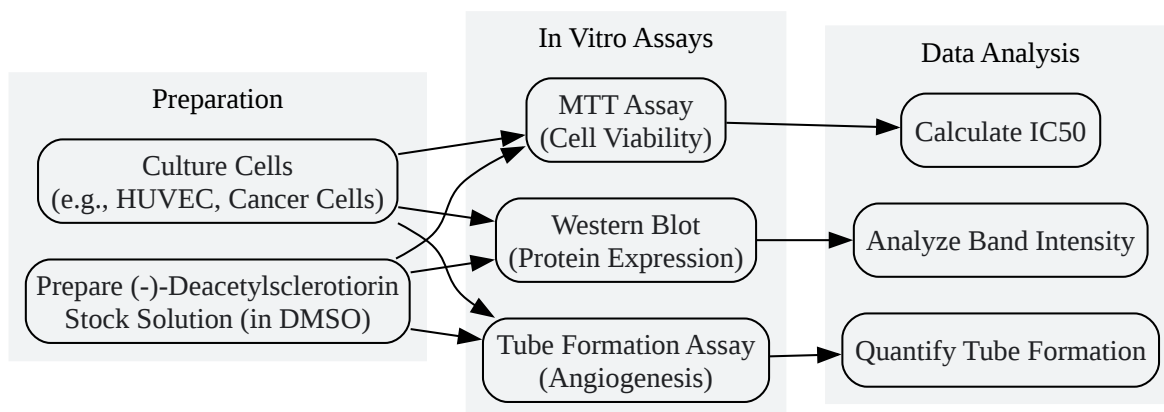 Preparation
Culture Cells
(e.g., HUVEC, Cancer Cells)
Prepare (-)-Deacetylsclerotiorin
Stock Solution (in DMSO)
In Vitro Assays
MTT Assay
(Cell Viability)
Western Blot
(Protein Expression)
Tube Formation Assay
(Angiogenesis)
Data Analysis
Calculate IC50
Analyze Band Intensity
Quantify Tube Formation